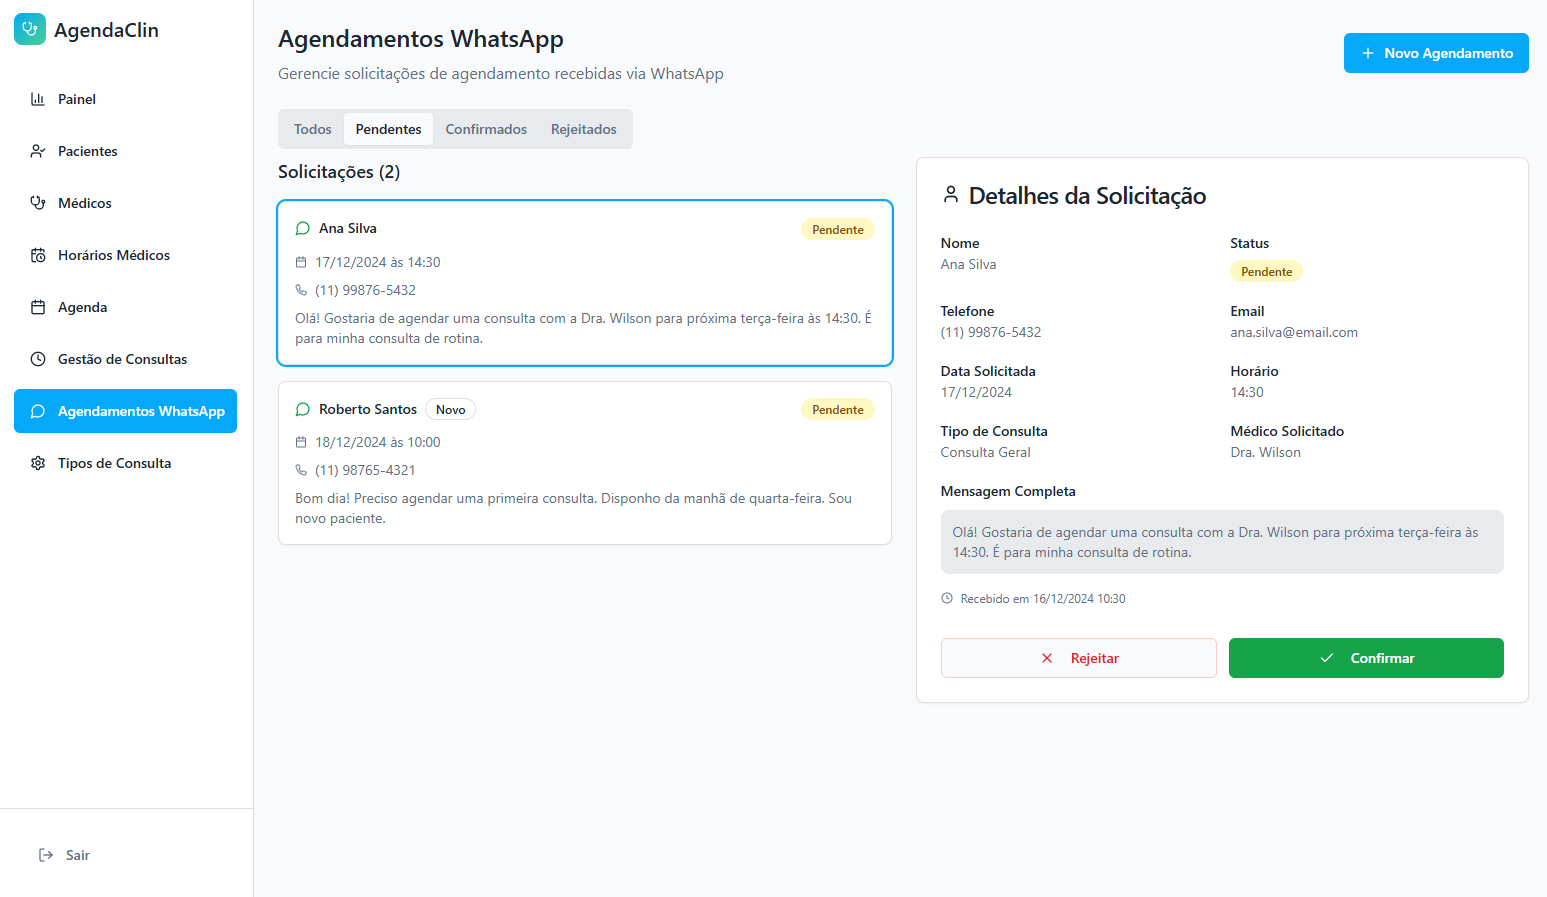 AgendaClin
Painel
Pacientes
Médicos
Horários Médicos
Agenda
Gestão de Consultas
Agendamentos WhatsApp
Tipos de Consulta
Sair
Agendamentos WhatsApp
Gerencie solicitações de agendamento recebidas via WhatsApp
Novo Agendamento
Todos Pendentes Confirmados Rejeitados
Solicitações (2)
Ana Silva Pendente
17/12/2024 às 14:30
(11) 99876-5432
Olá! Gostaria de agendar uma consulta com a Dra. Wilson para próxima terça-feira às 14:30. É
para minha consulta de rotina.
Roberto Santos Novo Pendente
18/12/2024 às 10:00
(11) 98765-4321
Bom dia! Preciso agendar uma primeira consulta. Disponho da manhã de quarta-feira. Sou
novo paciente.
Detalhes da Solicitação
Nome Status
Ana Silva Pendente
Telefone Email
(11) 99876-5432 ana.silva@email.com
Data Solicitada Horário
17/12/2024 14:30
Tipo de Consulta Médico Solicitado
Consulta Geral Dra. Wilson
Mensagem Completa
Olá! Gostaria de agendar uma consulta com a Dra. Wilson para próxima terça-feira às
14:30. É para minha consulta de rotina.
Recebido em 16/12/2024 10:30
Rejeitar Confirmar